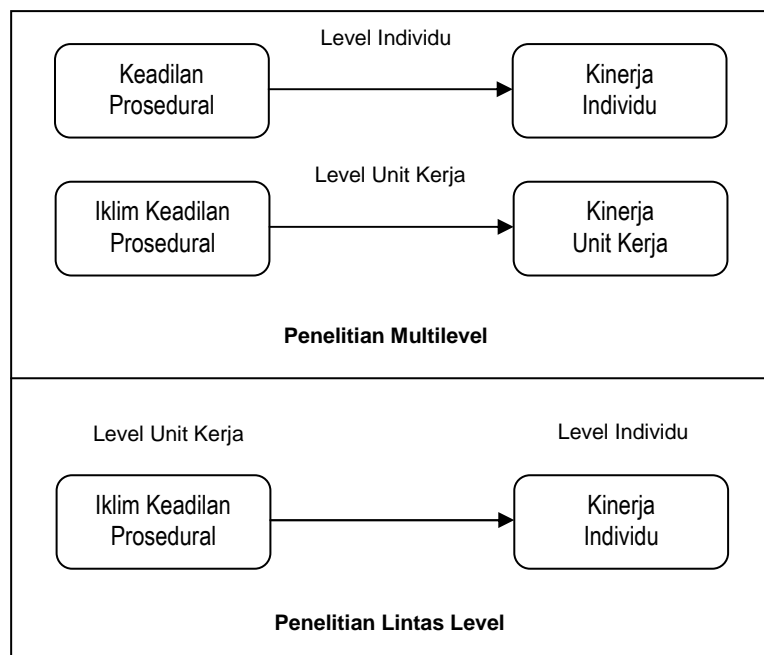 Level Individu
Keadilan
Prosedural
Kinerja
Individu
Level Unit Kerja
Iklim Keadilan
Prosedural
Kinerja
Unit Kerja
Penelitian Multilevel
Level Unit Kerja
Level Individu
Iklim Keadilan
Prosedural
Kinerja
Individu
Penelitian Lintas Level